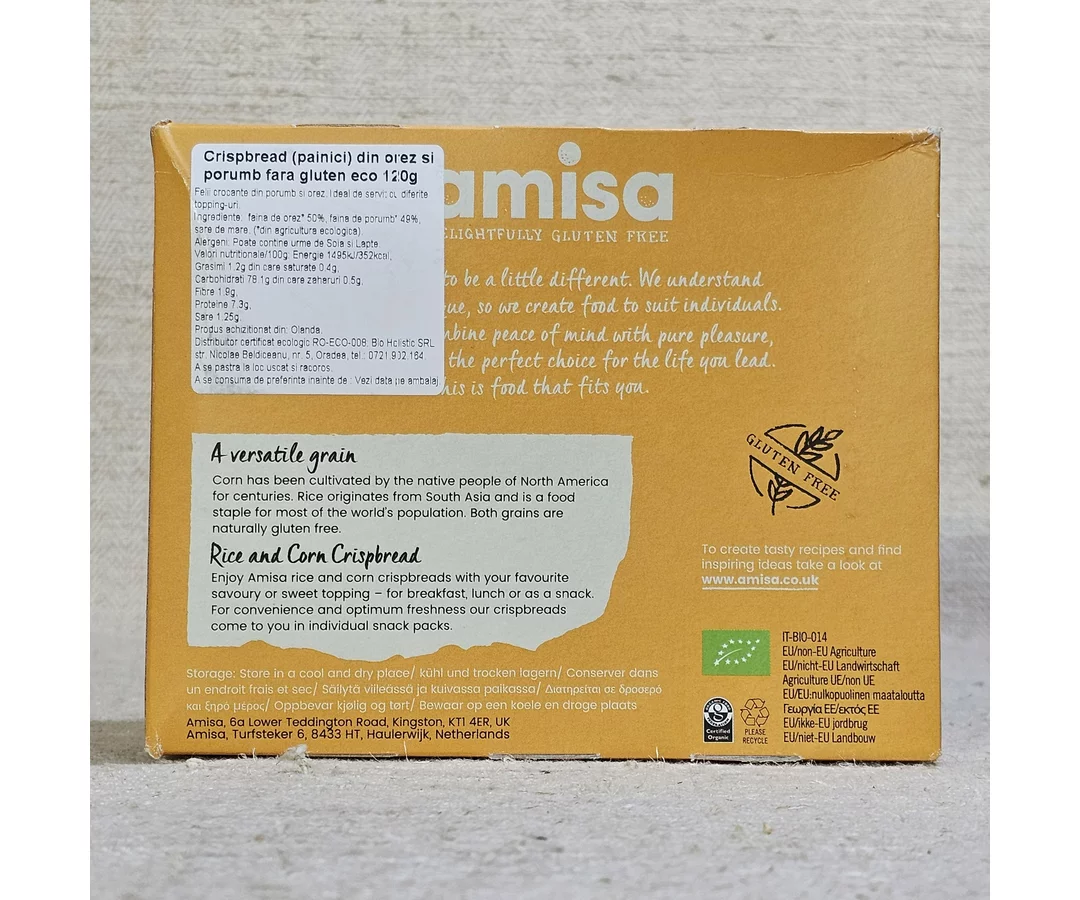 Crispbread (painici) din orez si
porumb fara gluten eco 120g
Felii crocante din porumb si orez. Ideal de servit cu diferite
topping-uri.
Ingrediente: faina de orez* 50%, faina de porumb* 49%,
sare de mare. (*din agricultura ecologica).
Alergeni: Poate contine urme de Soia si Lapte.
Valori nutritionale/100g: Energie 1495kJ/352kcal,
Grasimi 1.2g din care saturate 0.4g,
Carbohidrati 78.1g din care zaharuri 0.5g,
Fibre 1.9g,
Proteine 7.3g,
Sare 1.25g.
Produs achizitionat din: Olanda.
Distribuitor certificat ecologic RO-ECO-008: Bio Holistic SRL
str. Nicolae Beldiceanu, nr. 5, Oradea, tel.: 0721 932 164
A se pastra la loc uscat si racoros.
A se consuma de preferinta inainte de : Vezi data pe ambalaj
amisa
ELIGHTFULLY GLUTEN FREE
to be a little different. We understand
ue, so we create food to suit individuals.
bine peace of mind with pure pleasure,
the perfect choice for the life you lead.
his is food that fits you.
A versatile grain
Corn has been cultivated by the native people of North America
for centuries. Rice originates from South Asia and is a food
staple for most of the world's population. Both grains are
naturally gluten free.
Rice and Corn Crispbread
Enjoy Amisa rice and corn crispbreads with your favourite
savoury or sweet topping – for breakfast, lunch or as a snack.
For convenience and optimum freshness our crispbreads
come to you in individual snack packs.
GLUTEN FREE
To create tasty recipes and find
inspiring ideas take a look at
www.amisa.co.uk
Storage: Store in a cool and dry place/ kühl und trocken lagern/ Conserver dans
un endroit frais et sec/ Säilytä viileässä ja kuivassa paikassa/ Διατηρείται σε δροσερό
και ξηρό μέρος/ Oppbevar kjølig og tørt/ Bewaar op een koele en droge plaats
Amisa, 6a Lower Teddington Road, Kingston, KT1 4ER, UK
Amisa, Turfsteker 6, 8433 HT, Haulerwijk, Netherlands
Certified
Organic
PLEASE
RECYCLE
IT-BIO-014
EU/non-EU Agriculture
EU/nicht-EU Landwirtschaft
Agriculture UE/non UE
EU/EU:nulkopuolinen maataloutta
Γεωργία ΕΕ/εκτός ΕΕ
EU/ikke-EU jordbrug
EU/niet-EU Landbouw